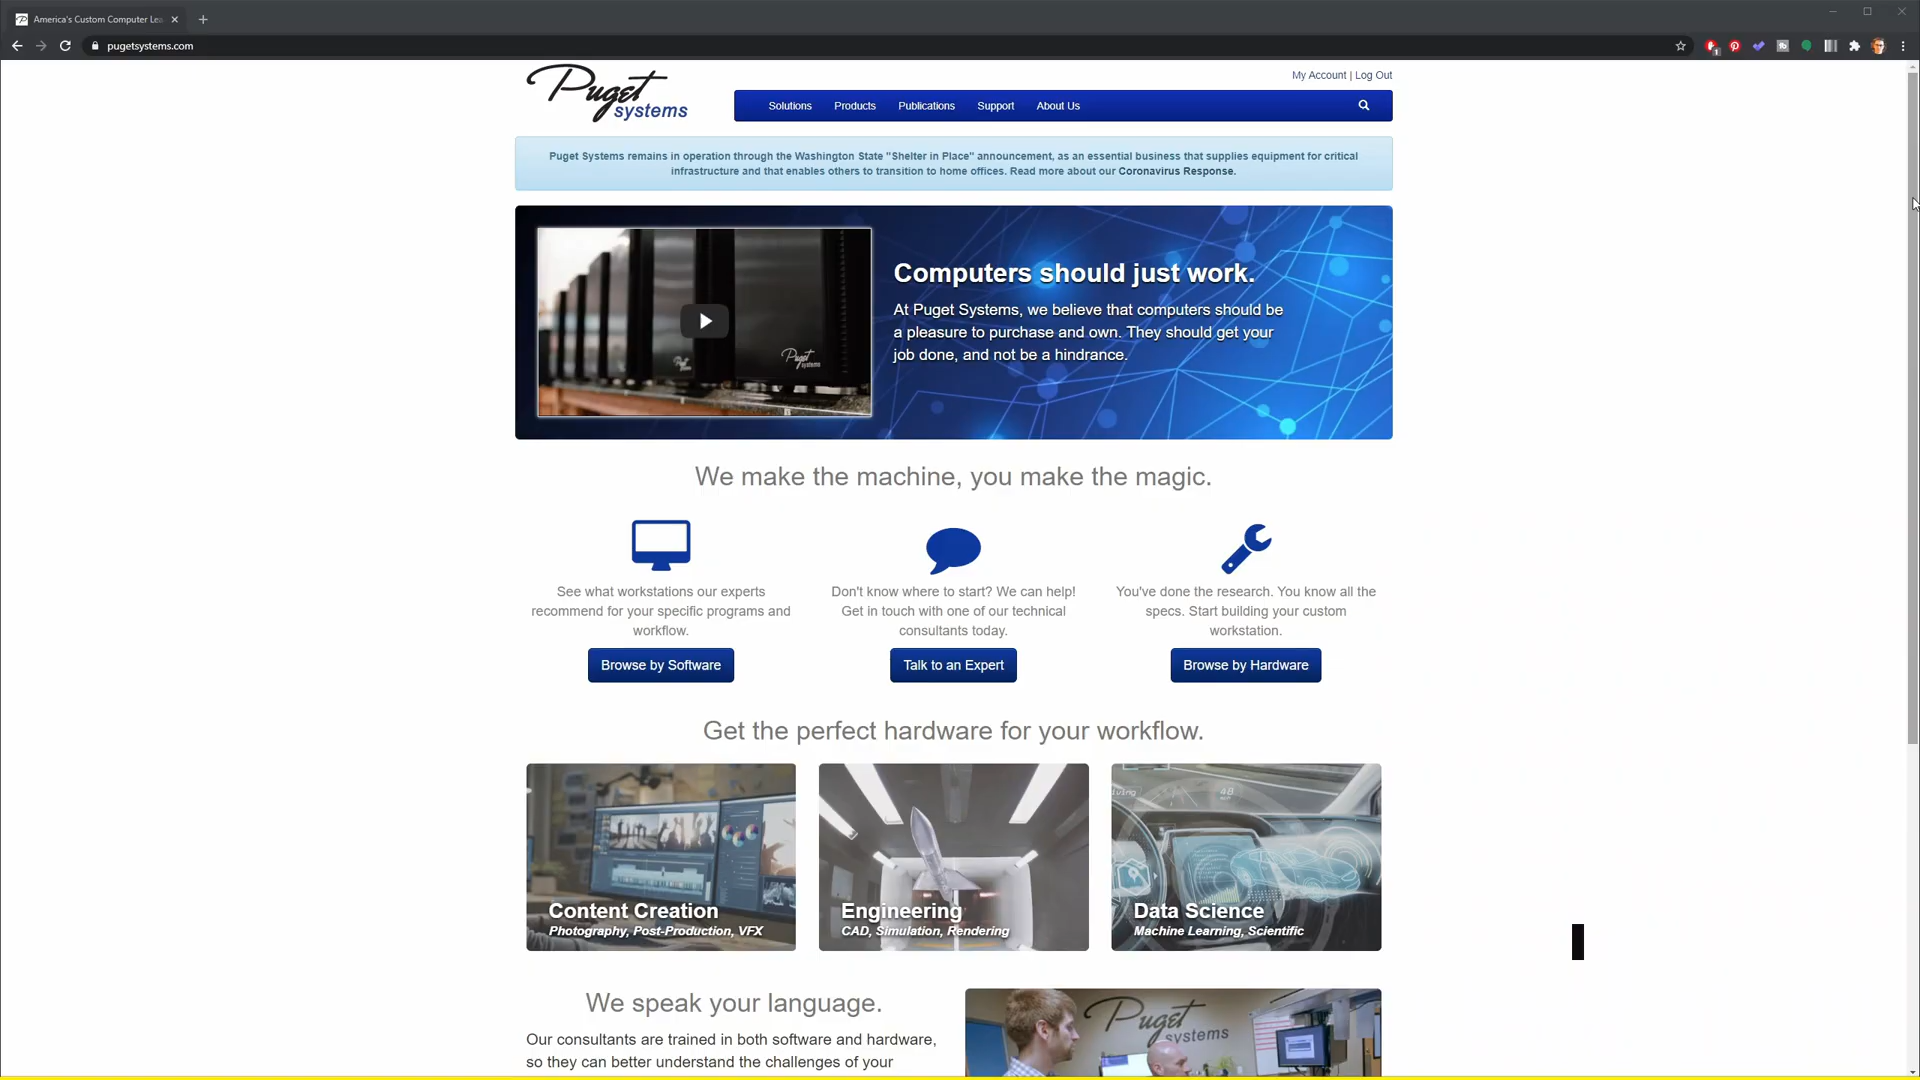 America's Custom Computer Lea
pugetsystems.com
Puget
systems
My Account | Log Out
Solutions Products Publications Support About Us
Puget Systems remains in operation through the Washington State "Shelter in Place" announcement, as an essential business that supplies equipment for critical
infrastructure and that enables others to transition to home offices. Read more about our Coronavirus Response.
Puget
systems
Computers should just work.
At Puget Systems, we believe that computers should be
a pleasure to purchase and own. They should get your
job done, and not be a hindrance.
We make the machine, you make the magic.
See what workstations our experts
recommend for your specific programs and
workflow.
Browse by Software
Don't know where to start? We can help!
Get in touch with one of our technical
consultants today.
Talk to an Expert
You've done the research. You know all the
specs. Start building your custom
workstation.
Browse by Hardware
Get the perfect hardware for your workflow.
Content Creation
Photography, Post-Production, VFX
Engineering
CAD, Simulation, Rendering
Data Science
Machine Learning, Scientific
We speak your language.
Our consultants are trained in both software and hardware,
so they can better understand the challenges of your
Puget
systems